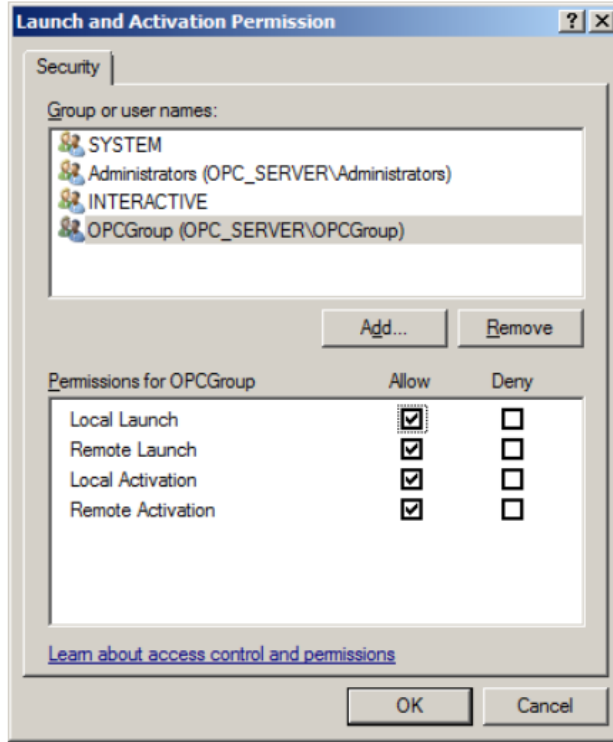 Launch and Activation Permission
Security
Group or user names:
SYSTEM
Administrators (OPC_SERVER\Administrators)
INTERACTIVE
OPCGroup (OPC_SERVER\OPCGroup)
Add... Remove
Permissions for OPCGroup Allow Deny
Local Launch
Remote Launch
Local Activation
Remote Activation
Learn about access control and permissions
OK Cancel